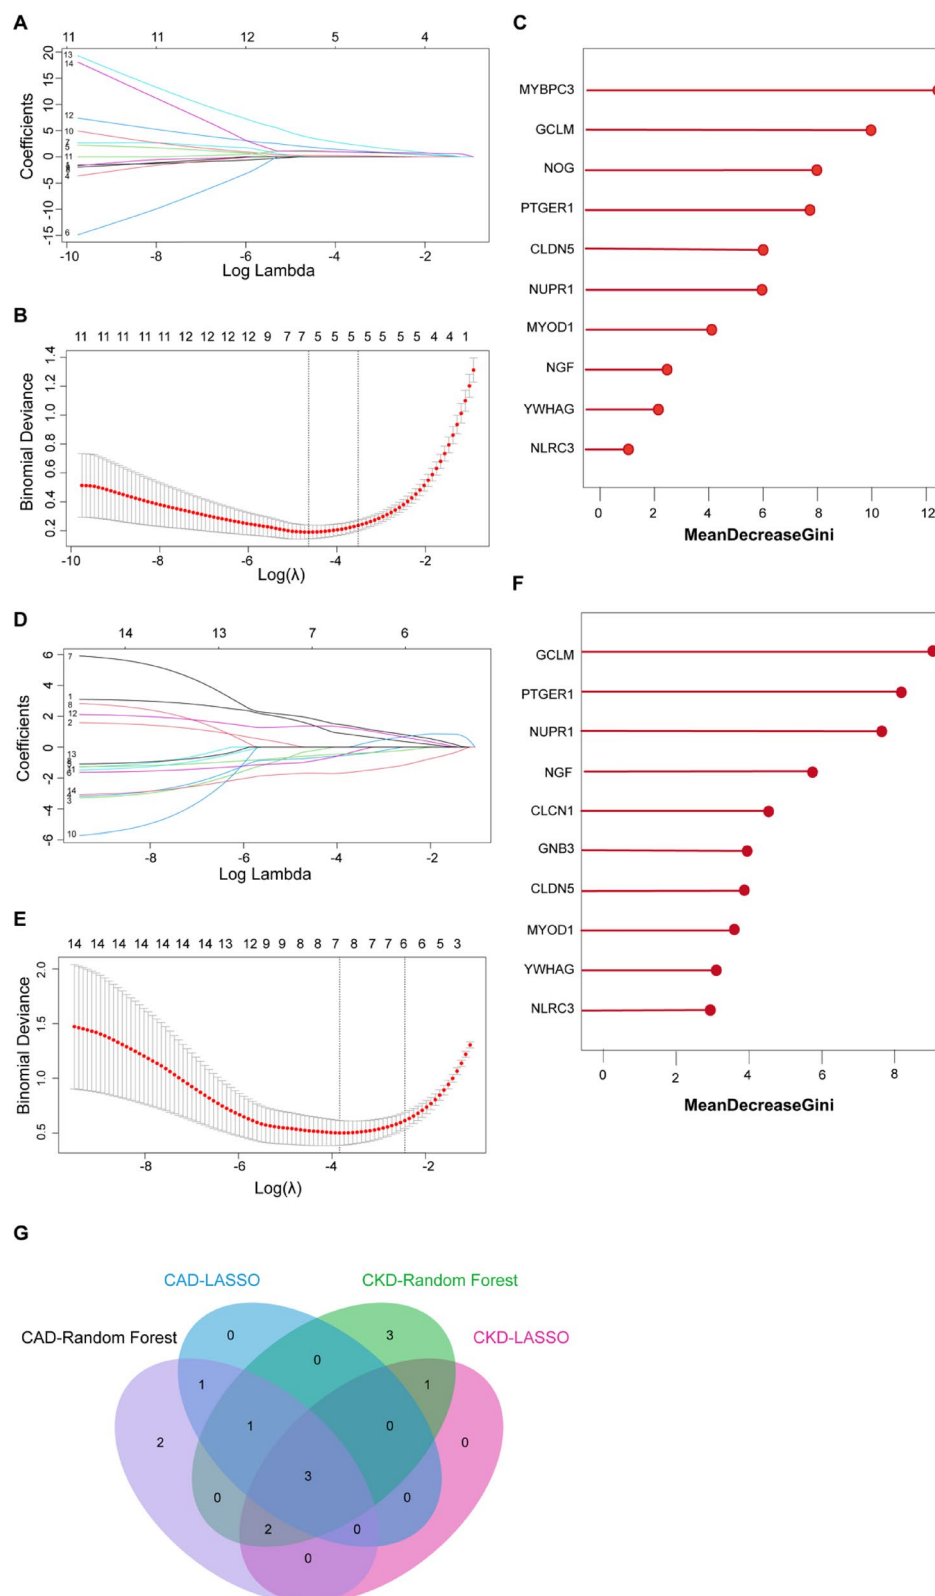 A
11 11 12 5 4
20
15
10
5
0
-5
-10
-15
Coefficients
13
14
12
10
7
5
11
4
6
-10 -8 -6 -4 -2
Log Lambda
B
11 11 11 11 11 12 12 12 12 9 7 7 5 5 5 5 5 5 4 4 1
1.4
1.2
1.0
0.8
0.6
0.4
0.2
Binomial Deviance
-10 -8 -6 -4 -2
Log(λ)
C
MYBPC3
GCLM
NOG
PTGER1
CLDN5
NUPR1
MYOD1
NGF
YWHAG
NLRC3
0 2 4 6 8 10 12
MeanDecreaseGini
D
14 13 7 6
6
4
2
0
-2
-4
-6
Coefficients
7
1
8
12
2
13
6
14
3
10
-8 -6 -4 -2
Log Lambda
E
14 14 14 14 14 14 14 13 12 9 9 8 8 7 8 7 7 6 6 5 3
2.0
1.5
1.0
0.5
Binomial Deviance
-8 -6 -4 -2
Log(λ)
F
GCLM
PTGER1
NUPR1
NGF
CLCN1
GNB3
CLDN5
MYOD1
YWHAG
NLRC3
0 2 4 6 8
MeanDecreaseGini
G
CAD-LASSO CKD-Random Forest
CAD-Random Forest CKD-LASSO
0 3
0
1 1
1 0
2 0
3
0 0
2 0
0